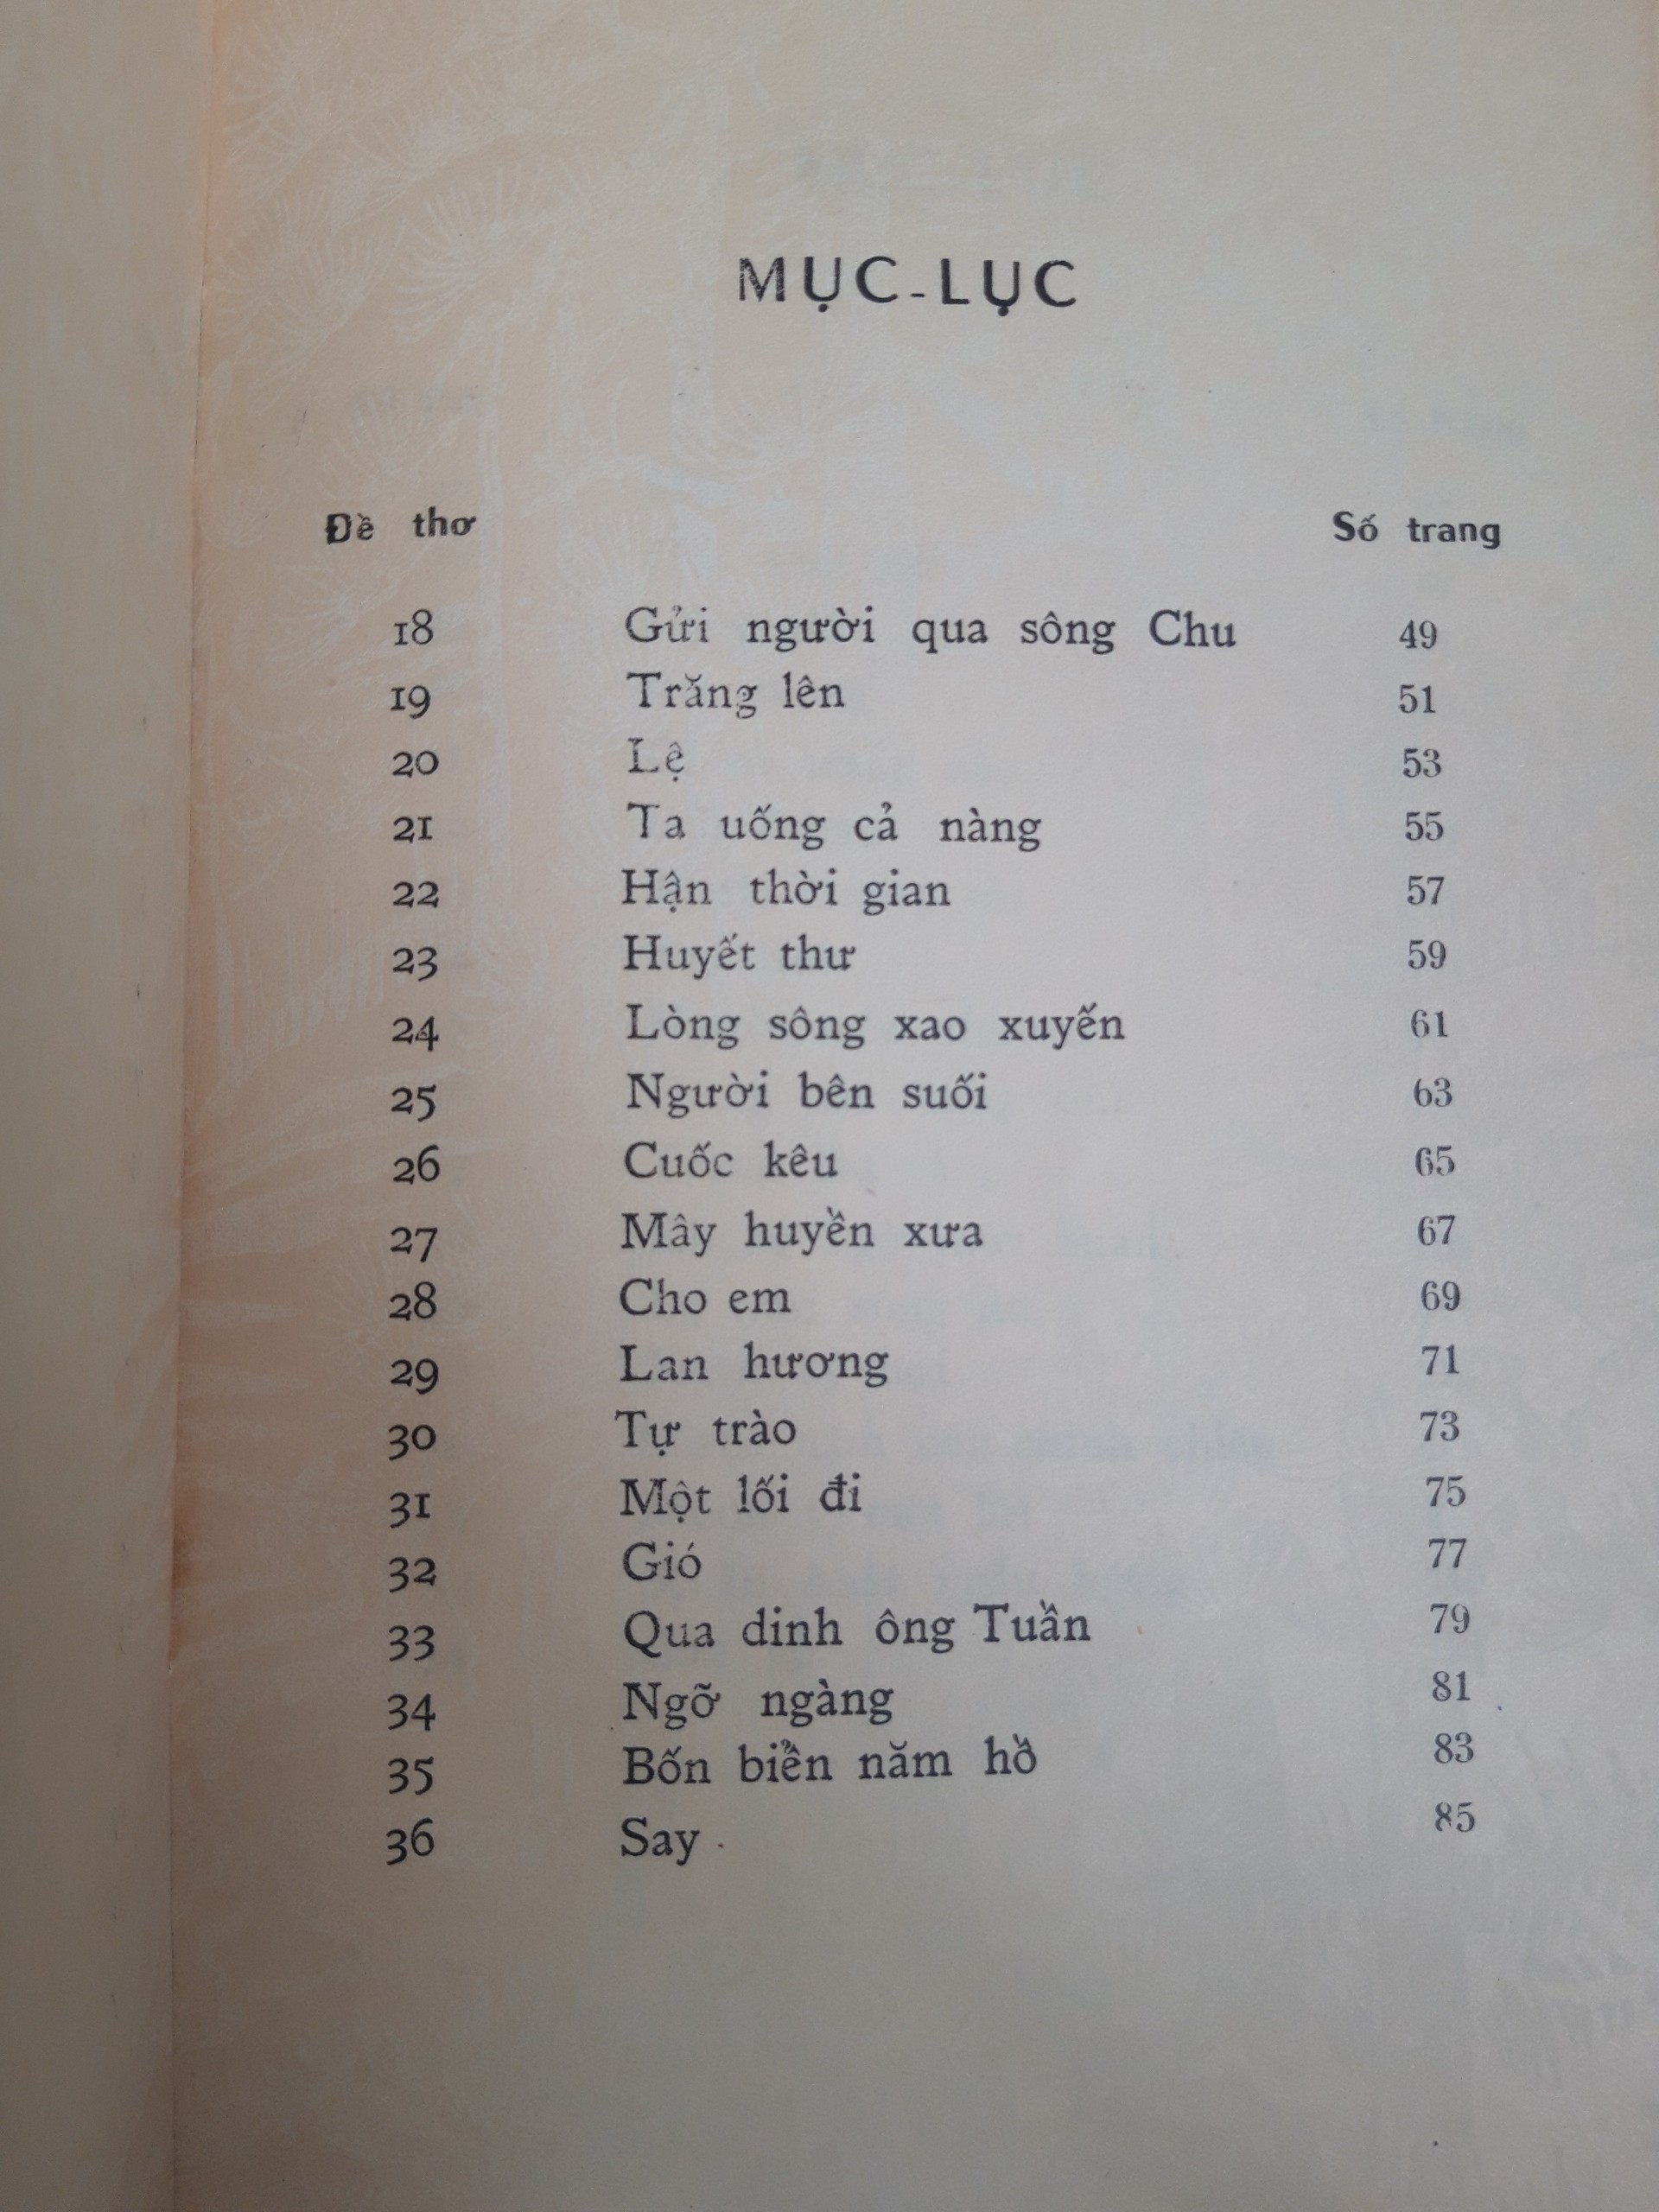 MỤC-LỤC
Đề thơ Số trang
18 Gửi người qua sông Chu 49
19 Trăng lên 51
20 Lệ 53
21 Ta uống cả nàng 55
22 Hận thời gian 57
23 Huyết thư 59
24 Lòng sông xao xuyến 61
25 Người bên suối 63
26 Cuốc kêu 65
27 Mây huyền xưa 67
28 Cho em 69
29 Lan hương 71
30 Tự trào 73
31 Một lối đi 75
32 Gió 77
33 Qua dinh ông Tuần 79
34 Ngỡ ngàng 81
35 Bốn biển năm hồ 83
36 Say 85